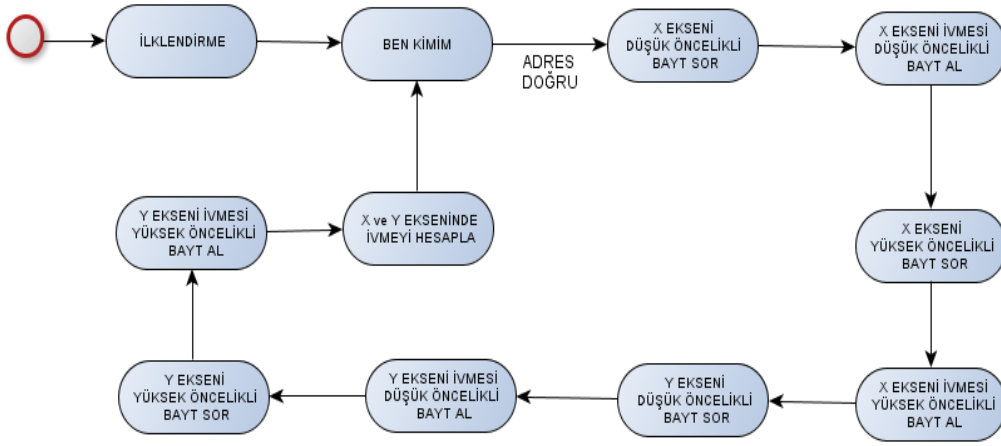 İLKLENDİRME
BEN KİMİM
ADRES
DOĞRU
X EKSENİ
DÜŞÜK ÖNCELİKLİ
BAYT SOR
X EKSENİ İVMESİ
DÜŞÜK ÖNCELİKLİ
BAYT AL
X EKSENİ
YÜKSEK ÖNCELİKLİ
BAYT SOR
X EKSENİ İVMESİ
YÜKSEK ÖNCELİKLİ
BAYT AL
Y EKSENİ
DÜŞÜK ÖNCELİKLİ
BAYT SOR
Y EKSENİ İVMESİ
DÜŞÜK ÖNCELİKLİ
BAYT AL
Y EKSENİ
YÜKSEK ÖNCELİKLİ
BAYT SOR
Y EKSENİ İVMESİ
YÜKSEK ÖNCELİKLİ
BAYT AL
X ve Y EKSENİNDE
İVMEYİ HESAPLA